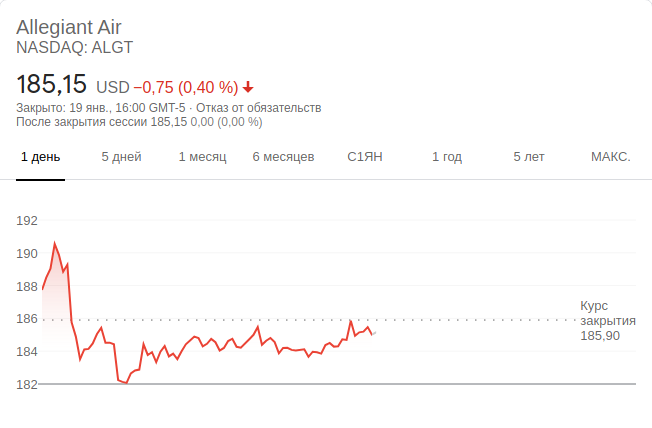 Allegiant Air
NASDAQ: ALGT
185,15 USD −0,75 (0,40 %)
Закрыто: 19 янв., 16:00 GMT-5 · Отказ от обязательств
После закрытия сессии 185,15 0,00 (0,00 %)
1 день 5 дней 1 месяц 6 месяцев С1ЯН 1 год 5 лет МАКС.
192
190
188
186
184
182
Курс
закрытия
185,90